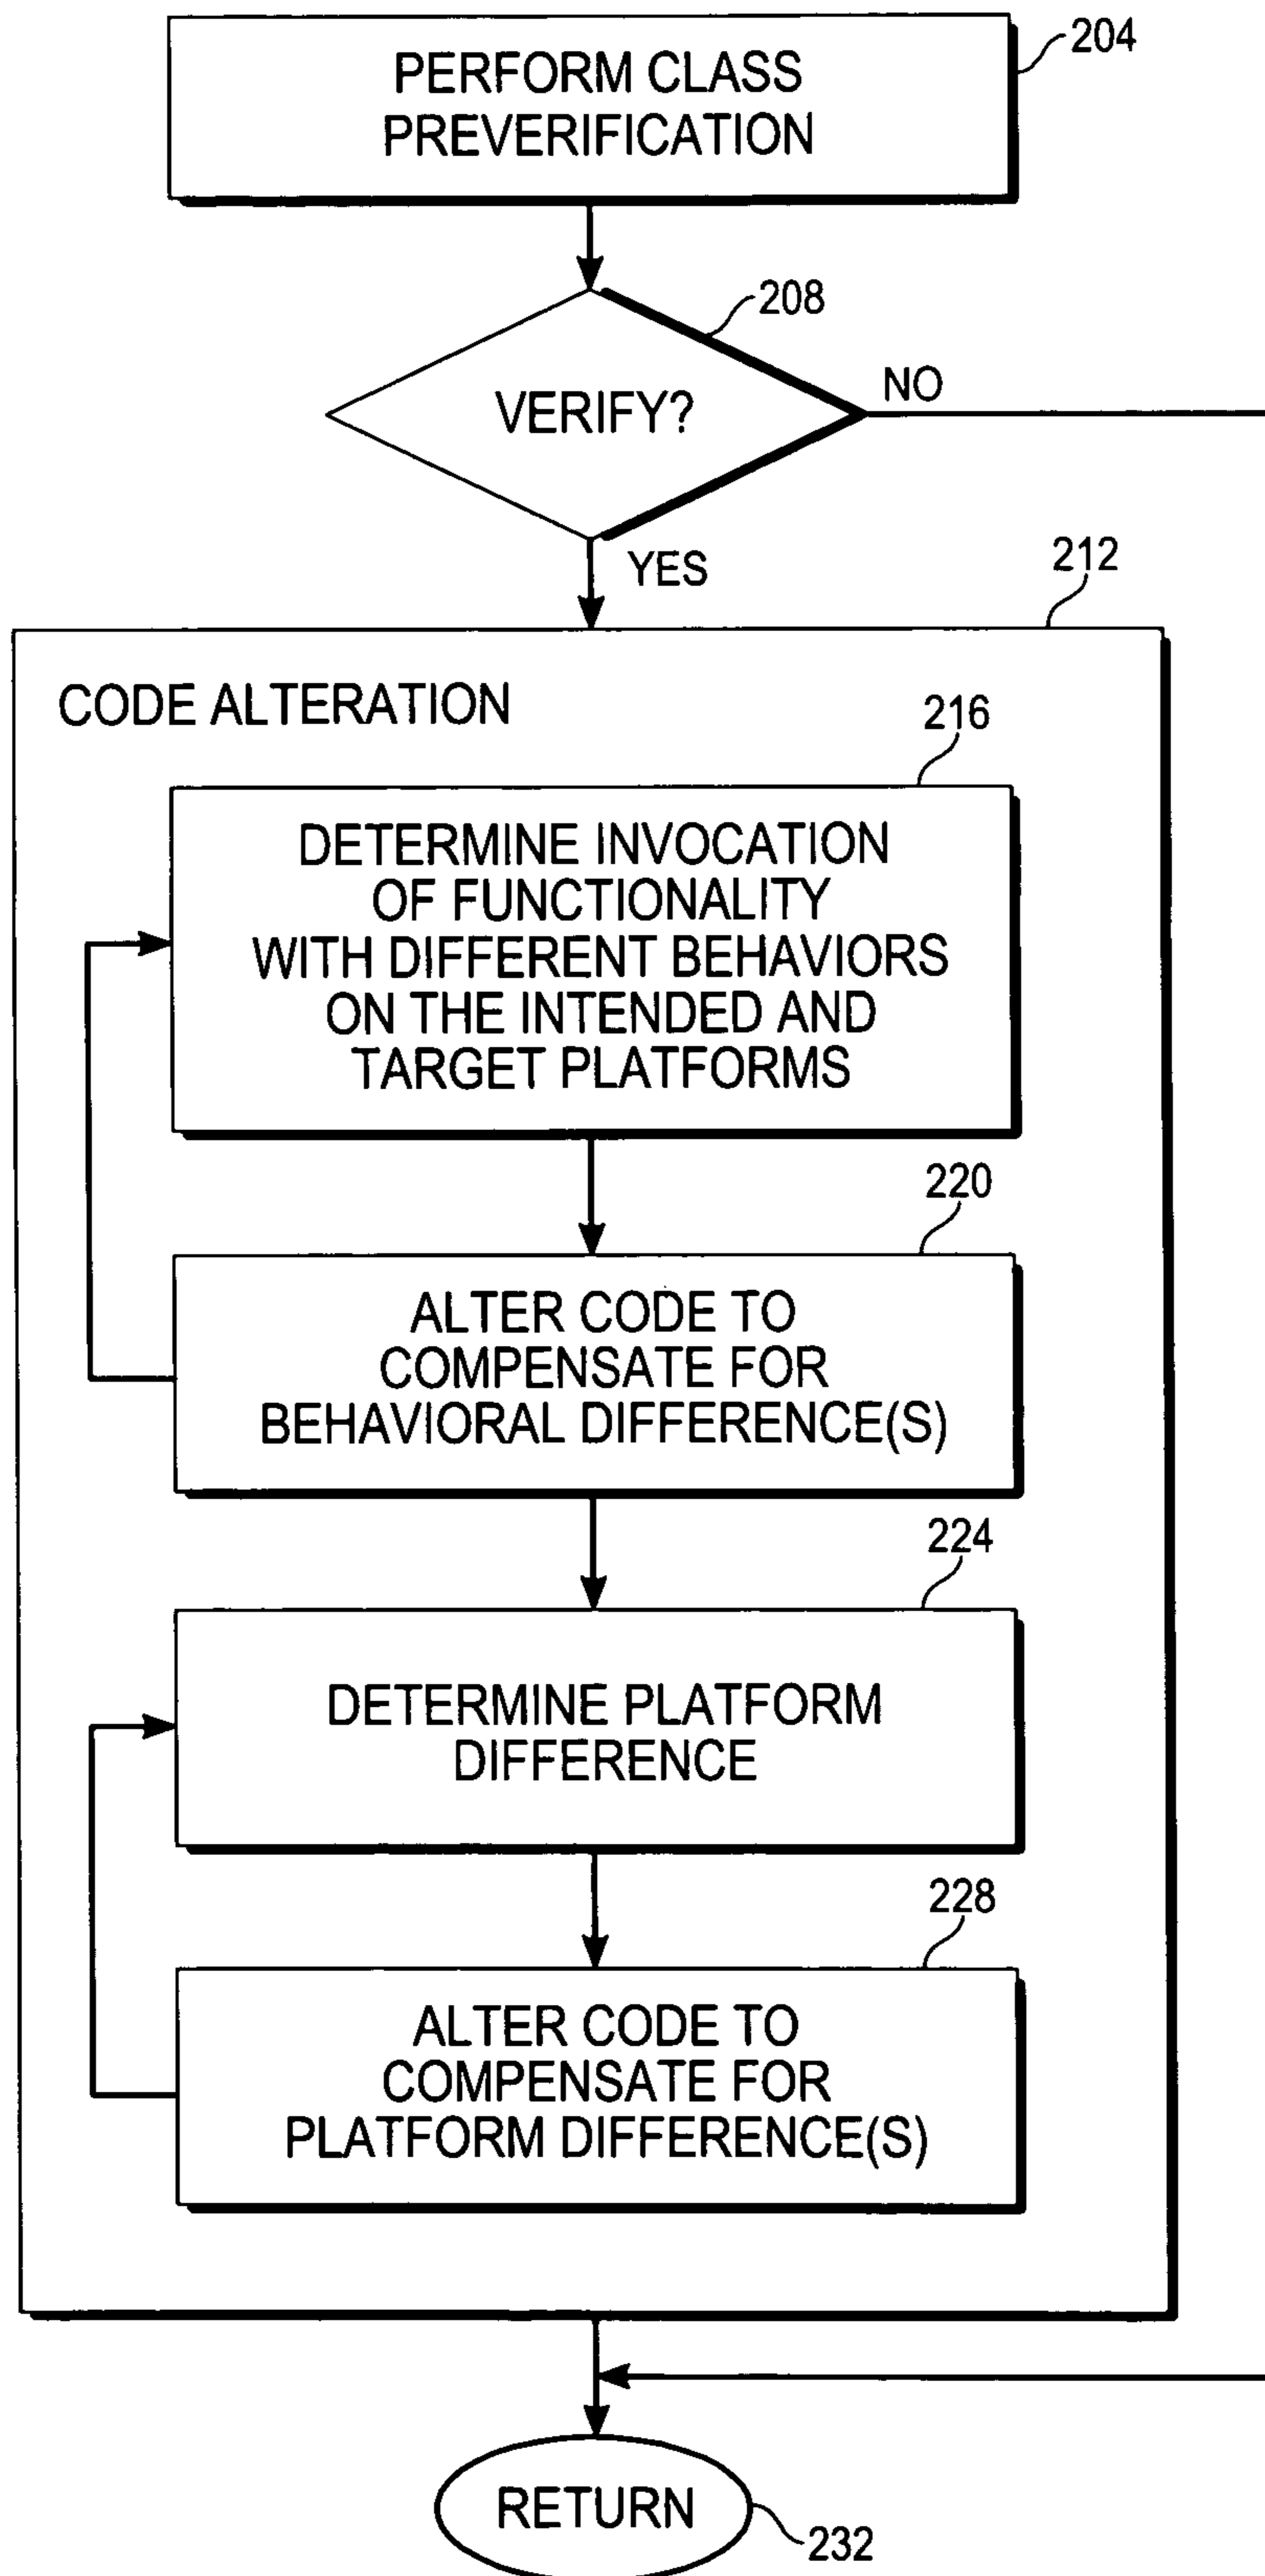 PERFORM CLASS
PREVERIFICATION
204
208
VERIFY?
NO
YES
212
CODE ALTERATION
216
DETERMINE INVOCATION
OF FUNCTIONALITY
WITH DIFFERENT BEHAVIORS
ON THE INTENDED AND
TARGET PLATFORMS
220
ALTER CODE TO
COMPENSATE FOR
BEHAVIORAL DIFFERENCE(S)
224
DETERMINE PLATFORM
DIFFERENCE
228
ALTER CODE TO
COMPENSATE FOR
PLATFORM DIFFERENCE(S)
RETURN
232